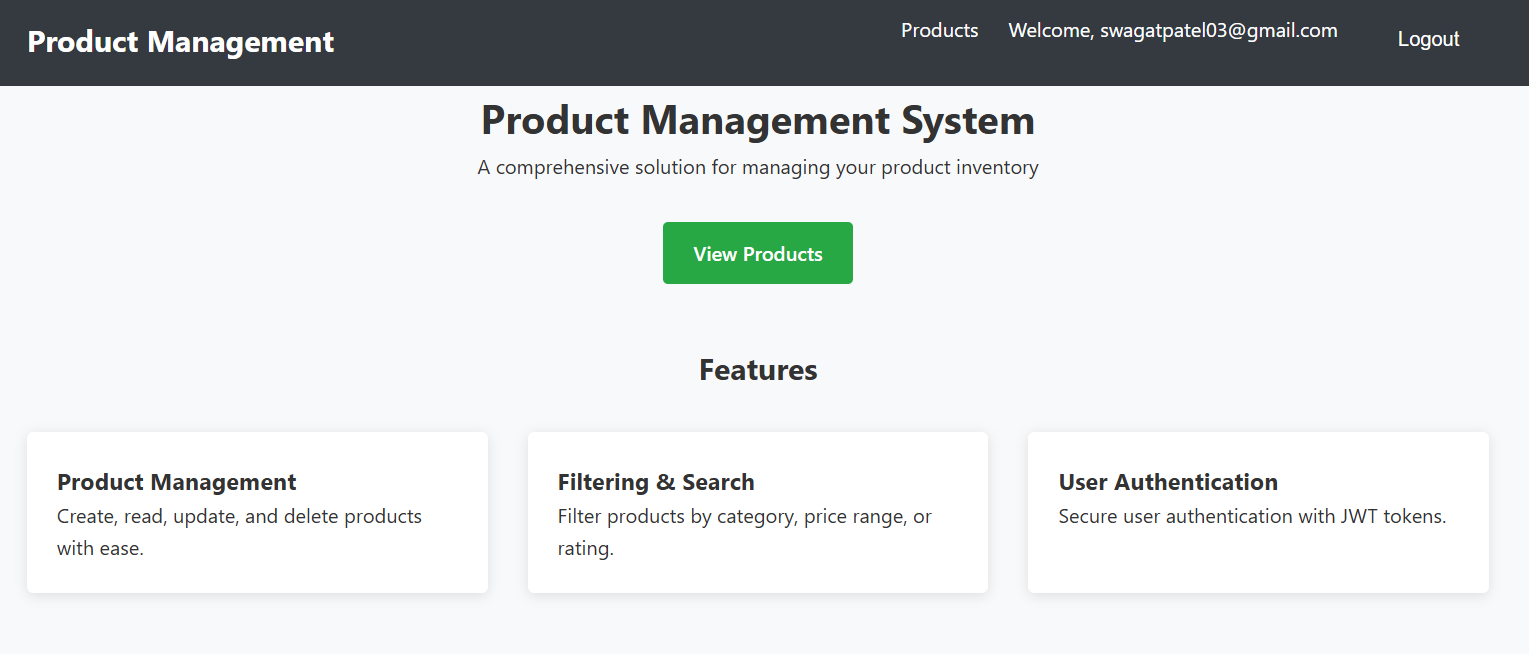 Product Management
Products
Welcome, swagatpatel03@gmail.com
Logout
Product Management System
A comprehensive solution for managing your product inventory
View Products
Features
Product Management
Create, read, update, and delete products
with ease.
Filtering & Search
Filter products by category, price range, or
rating.
User Authentication
Secure user authentication with JWT tokens.